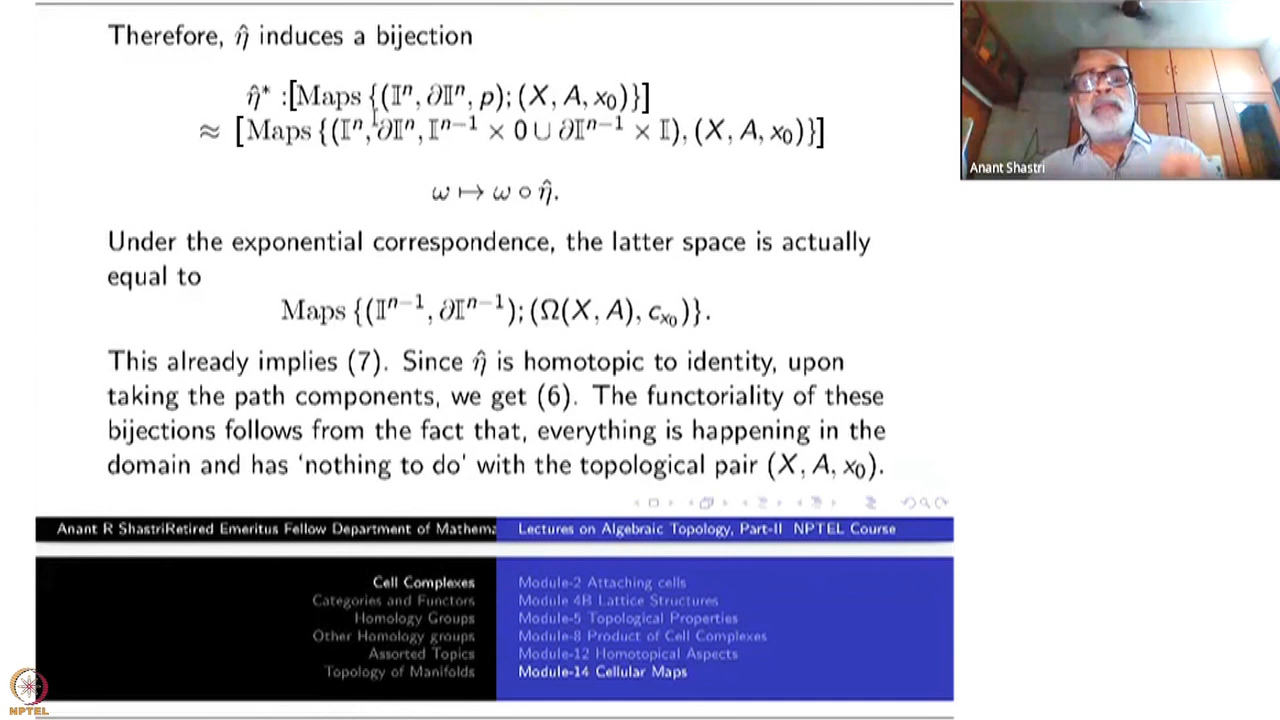 Therefore, η̂ induces a bijection
η̂* :[Maps {(𝕀ⁿ, ∂𝕀ⁿ, p); (X, A, x₀)}]
≈ [Maps {(𝕀ⁿ, ∂𝕀ⁿ, 𝕀ⁿ⁻¹ × 0 ∪ ∂𝕀ⁿ⁻¹ × 𝕀), (X, A, x₀)}]
ω ↦ ω ∘ η̂.
Under the exponential correspondence, the latter space is actually
equal to
Maps {(𝕀ⁿ⁻¹, ∂𝕀ⁿ⁻¹); (Ω(X, A), c_{x₀})}.
This already implies (7). Since η̂ is homotopic to identity, upon
taking the path components, we get (6). The functoriality of these
bijections follows from the fact that, everything is happening in the
domain and has 'nothing to do' with the topological pair (X, A, x₀).
Anant Shastri
Anant R ShastriRetired Emeritus Fellow Department of Mathema
Lectures on Algebraic Topology, Part-II NPTEL Course
Cell Complexes
Categories and Functors
Homology Groups
Other Homology groups
Assorted Topics
Topology of Manifolds
Module-2 Attaching cells
Module 4B Lattice Structures
Module-5 Topological Properties
Module-8 Product of Cell Complexes
Module-12 Homotopical Aspects
Module-14 Cellular Maps
NPTEL